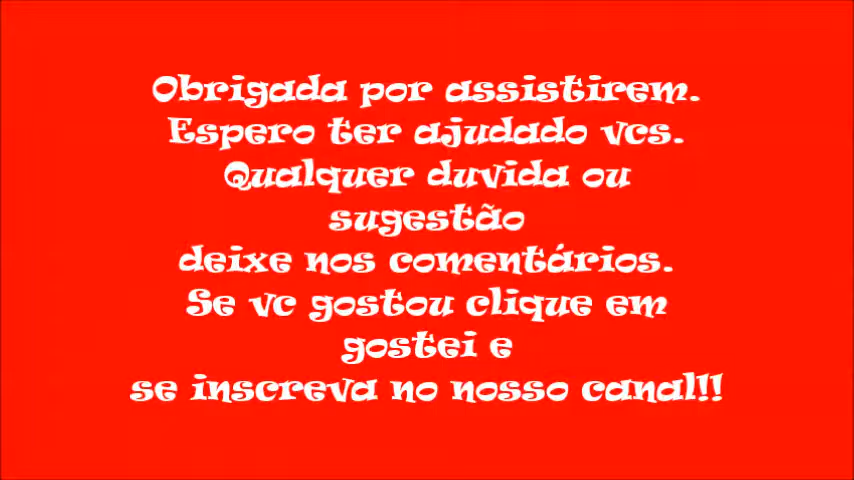 Obrigada por assistirem.
Espero ter ajudado vcs.
Qualquer duvida ou
sugestão
deixe nos comentários.
Se vc gostou clique em
gostei e
se inscreva no nosso canal!!